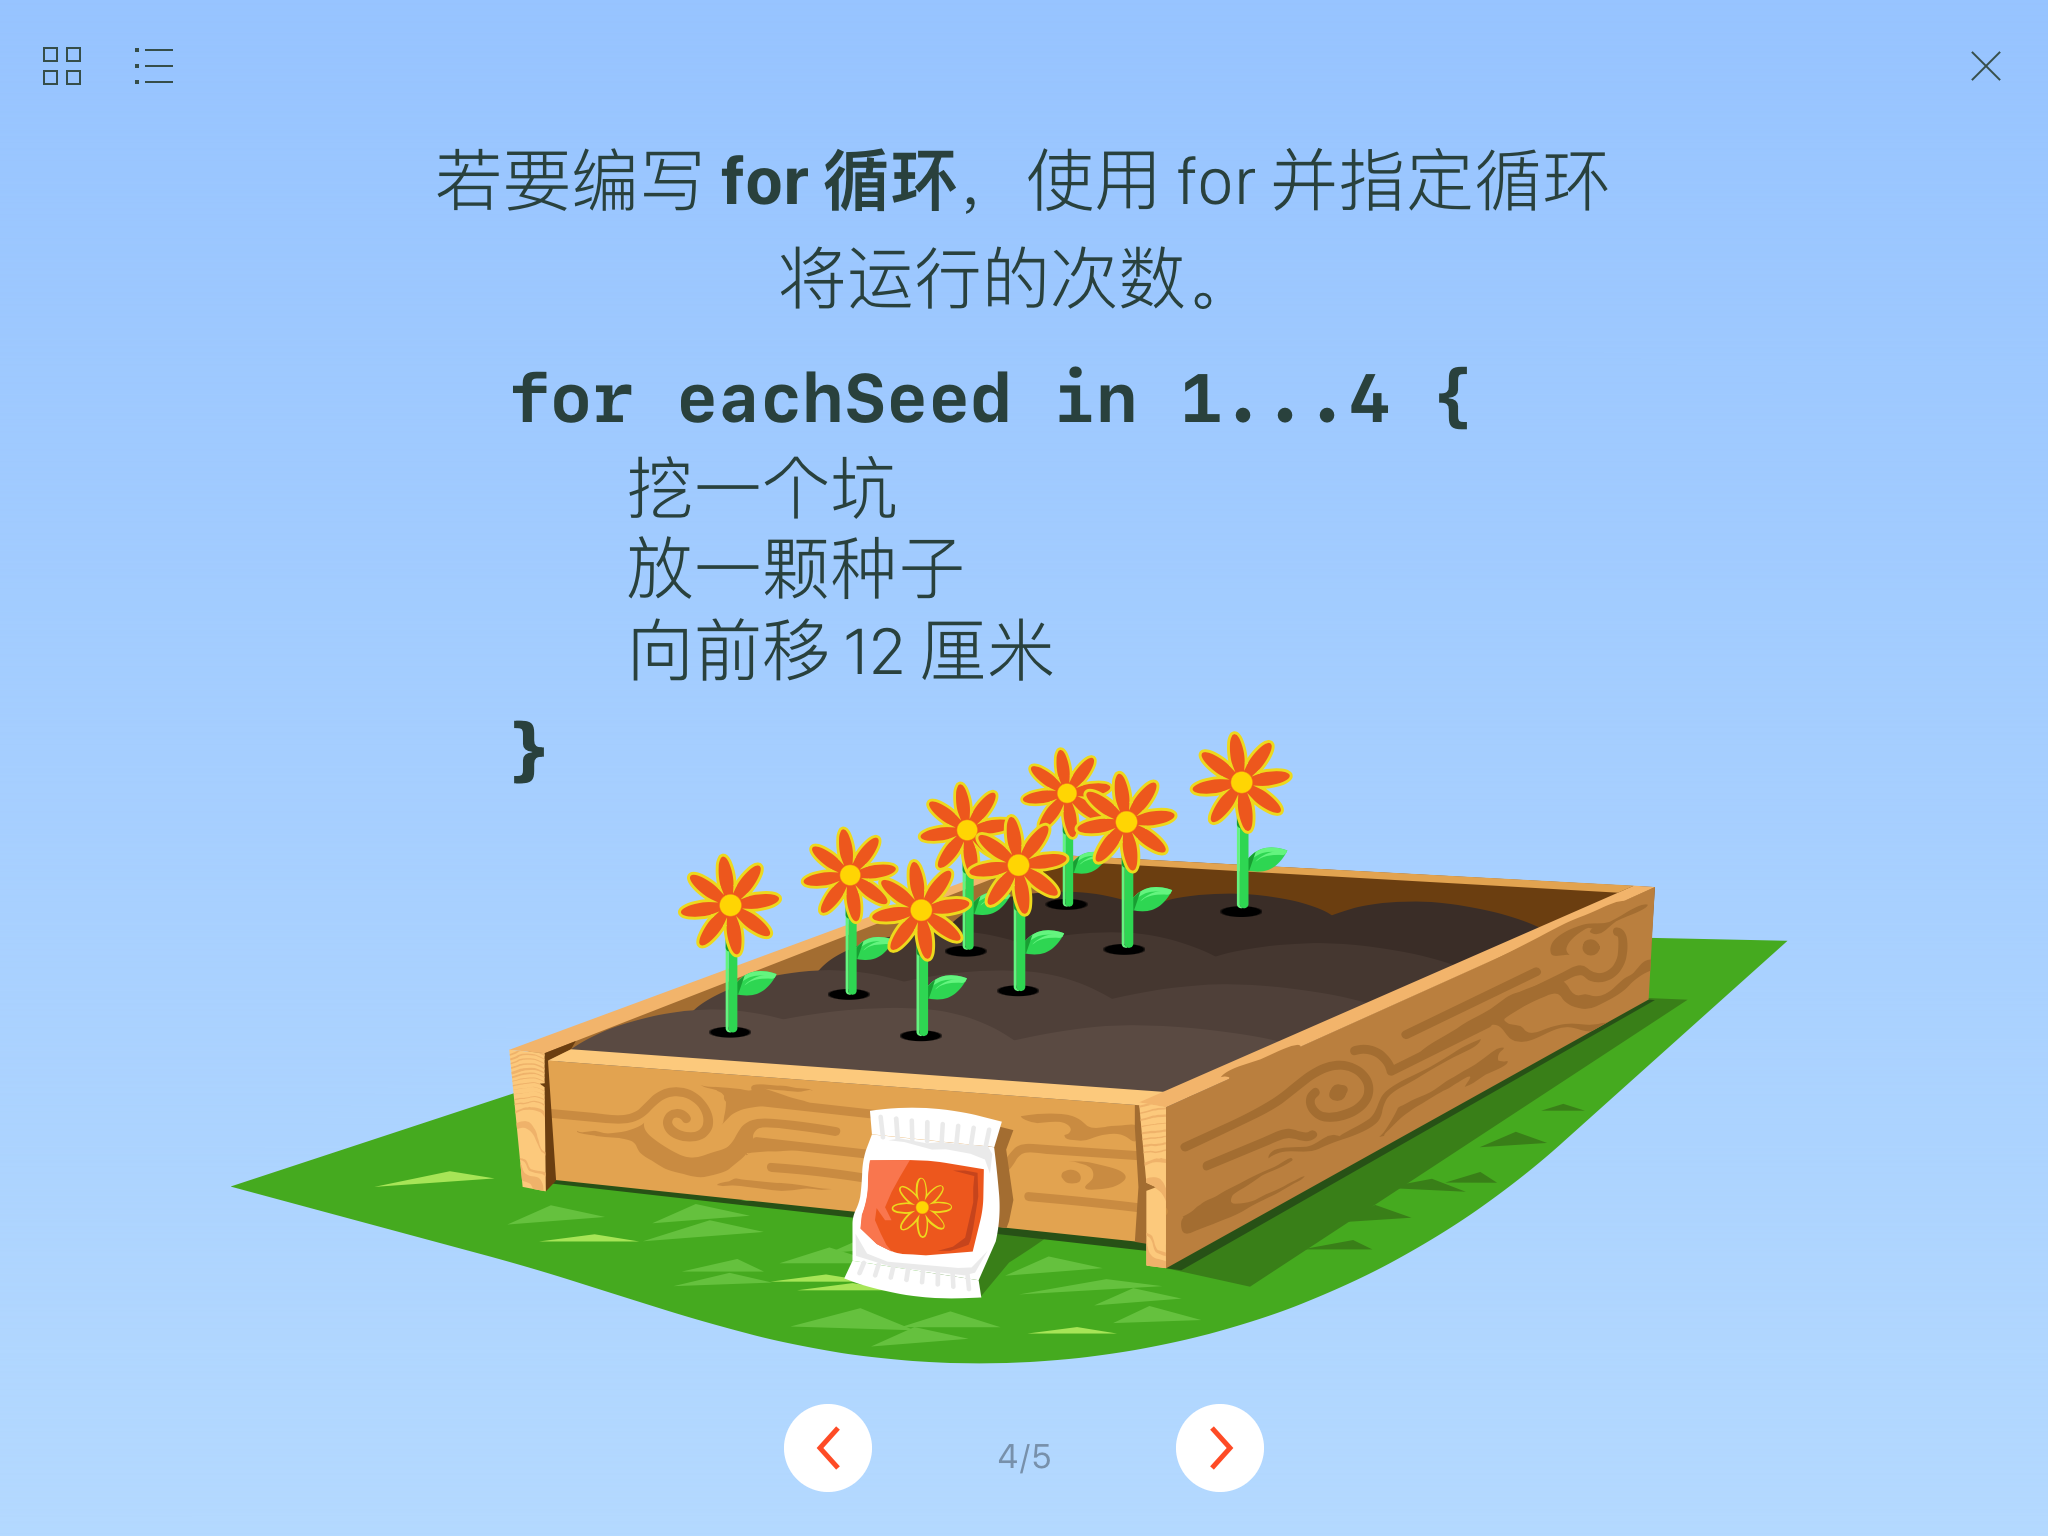 若要编写 for 循环，使用 for 并指定循环
将运行的次数。
for eachSeed in 1...4 {
挖一个坑
放一颗种子
向前移 12 厘米
}
4/5